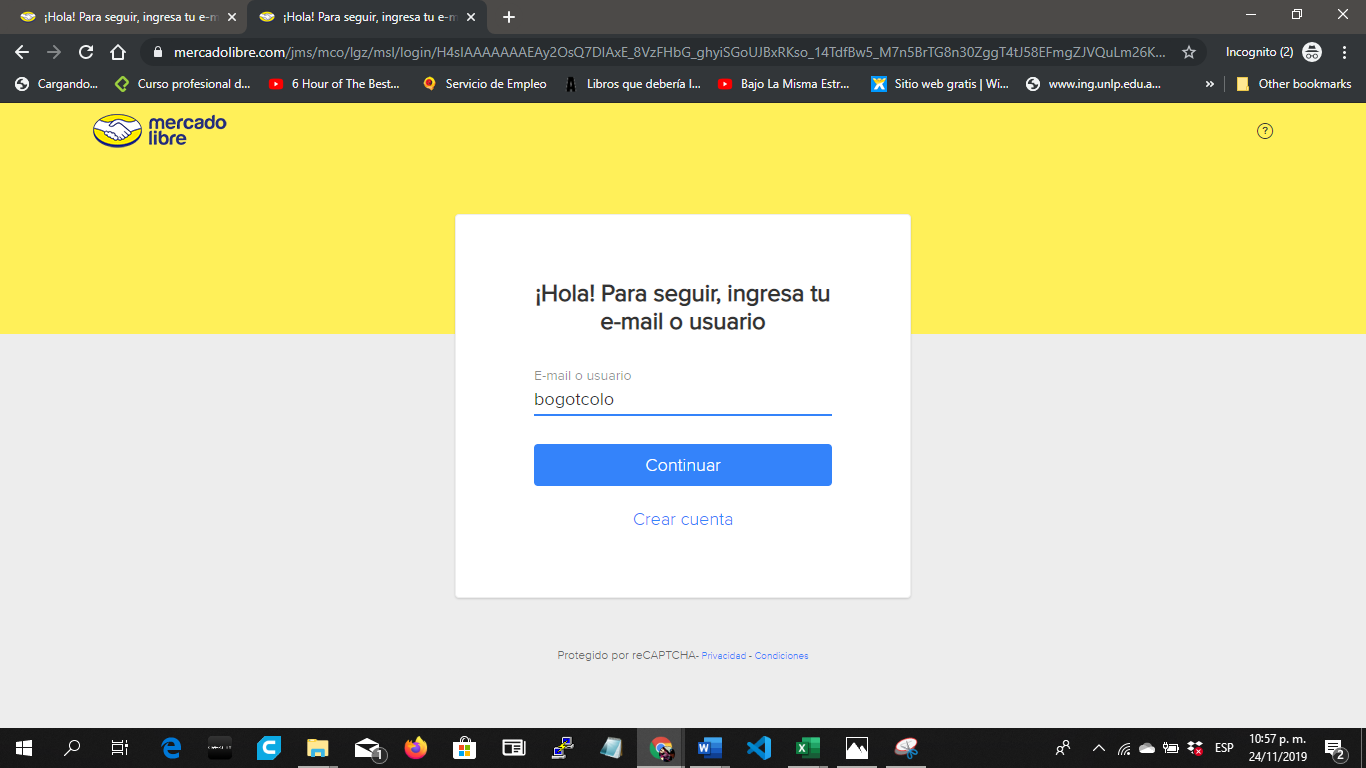 ¡Hola! Para seguir, ingresa tu e-m
¡Hola! Para seguir, ingresa tu e-m
mercadolibre.com/jms/mco/lgz/msl/login/H4sIAAAAAAAEAy2OsQ7DIAxE_8VzFHbG_ghyiSGoUJBxRKso_14TdfBw5_M7n5BrTG8n30ZggT4tJ58EFmgZJVQuLm26K...
Incognito (2)
Cargando...
Curso profesional d...
6 Hour of The Best...
Servicio de Empleo
Libros que debería l...
Bajo La Misma Estr...
Sitio web gratis | Wi...
www.ing.unlp.edu.a...
»
Other bookmarks
mercado
libre
?
¡Hola! Para seguir, ingresa tu
e-mail o usuario
E-mail o usuario
bogotcolo
Continuar
Crear cuenta
Protegido por reCAPTCHA- Privacidad - Condiciones
1
ESP
10:57 p. m.
24/11/2019
2